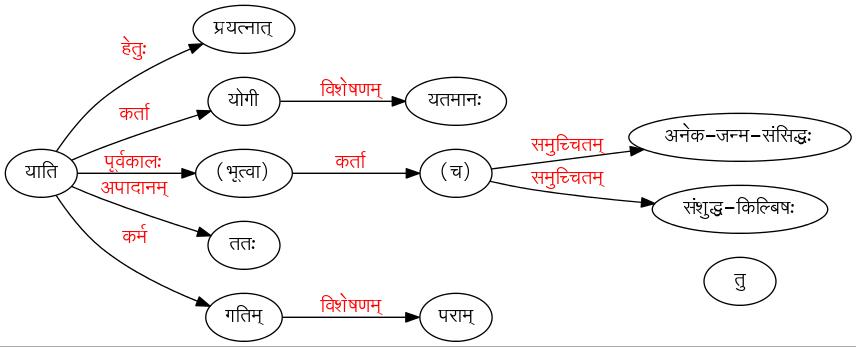 प्रयत्नात्
हेतुः
योगी
विशेषणम्
यतमानः
कर्ता
अनेक-जन्म-संसिद्धः
समुच्चितम्
याति
पूर्वकालः
(भूत्वा)
कर्ता
(च)
समुच्चितम्
संशुद्ध-किल्बिषः
अपादानम्
ततः
कर्म
तु
गतिम्
विशेषणम्
पराम्